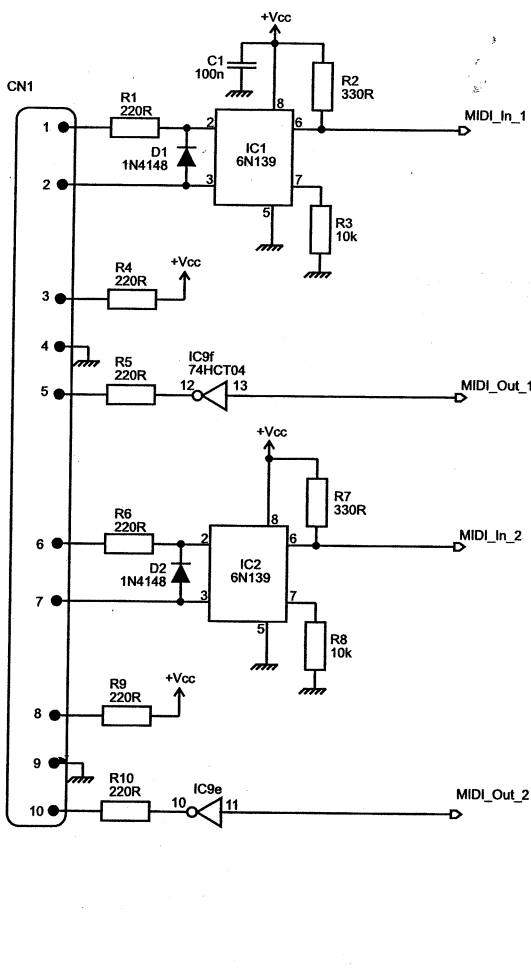 +Vcc
C1
100n
R2
330R
CN1
R1
220R
8
MIDI_In_1
1
2
6
D1
1N4148
IC1
6N139
2
3
7
5
R3
10k
R4
220R
+Vcc
3
4
IC9f
74HCT04
R5
220R
5
12
13
MIDI_Out_1
+Vcc
R7
330R
8
R6
220R
6
2
6
MIDI_In_2
D2
1N4148
IC2
6N139
7
3
7
5
R8
10k
R9
220R
+Vcc
8
9
R10
220R
IC9e
10
10
11
MIDI_Out_2